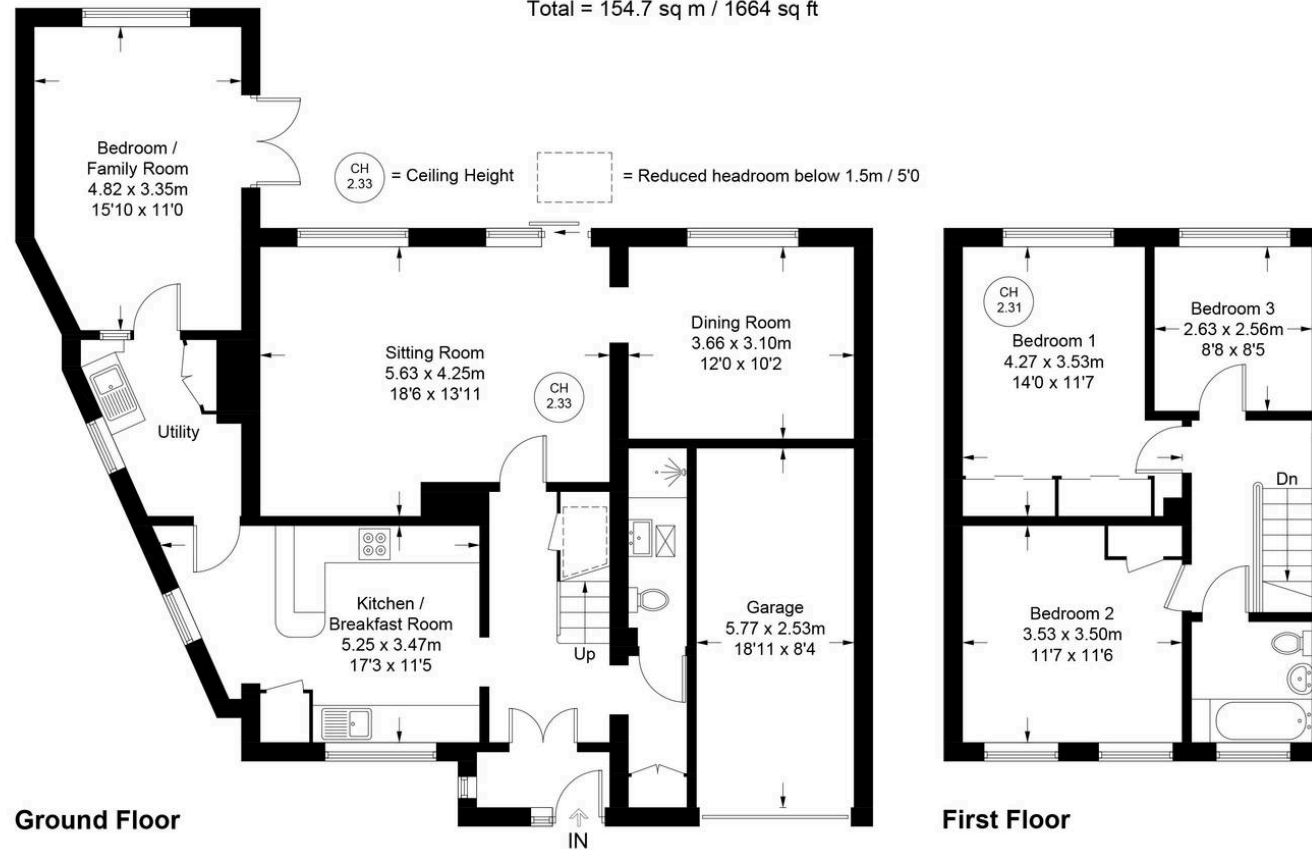 Total = 154.7 sq m / 1664 sq ft
Bedroom /
Family Room
4.82 x 3.35m
15'10 x 11'0
CH
2.33
= Ceiling Height
= Reduced headroom below 1.5m / 5'0
Sitting Room
5.63 x 4.25m
18'6 x 13'11
CH
2.33
Dining Room
3.66 x 3.10m
12'0 x 10'2
Utility
Kitchen /
Breakfast Room
5.25 x 3.47m
17'3 x 11'5
Up
Garage
5.77 x 2.53m
18'11 x 8'4
IN
Ground Floor
CH
2.31
Bedroom 1
4.27 x 3.53m
14'0 x 11'7
Bedroom 3
2.63 x 2.56m
8'8 x 8'5
Dn
Bedroom 2
3.53 x 3.50m
11'7 x 11'6
First Floor